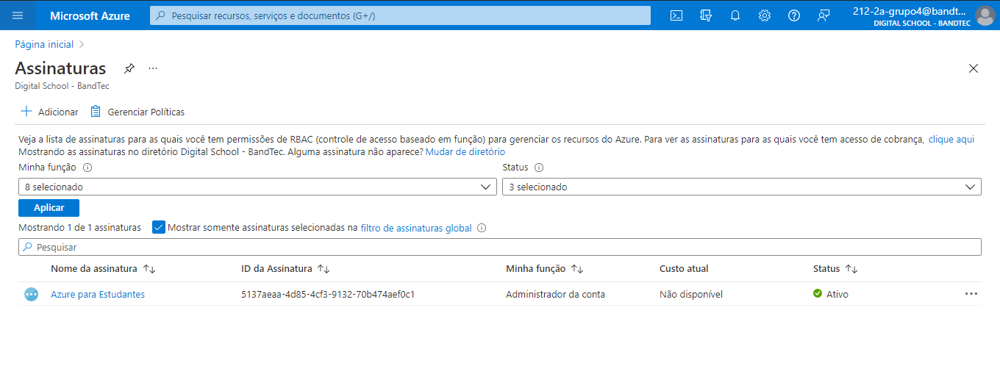 Microsoft Azure
Pesquisar recursos, serviços e documentos (G+/)
212-2a-grupo4@bandt...
DIGITAL SCHOOL - BANDTEC
Página inicial
Assinaturas
Digital School - BandTec
Adicionar
Gerenciar Políticas
Veja a lista de assinaturas para as quais você tem permissões de RBAC (controle de acesso baseado em função) para gerenciar os recursos do Azure. Para ver as assinaturas para as quais você tem acesso de cobrança, clique aqui
Mostrando as assinaturas no diretório Digital School - BandTec. Alguma assinatura não aparece? Mudar de diretório
Minha função
Status
8 selecionado
3 selecionado
Aplicar
Mostrando 1 de 1 assinaturas
Mostrar somente assinaturas selecionadas na filtro de assinaturas global
Pesquisar
Nome da assinatura ID da Assinatura Minha função Custo atual Status
Azure para Estudantes 5137aeaa-4d85-4cf3-9132-70b474aef0c1 Administrador da conta Não disponível Ativo